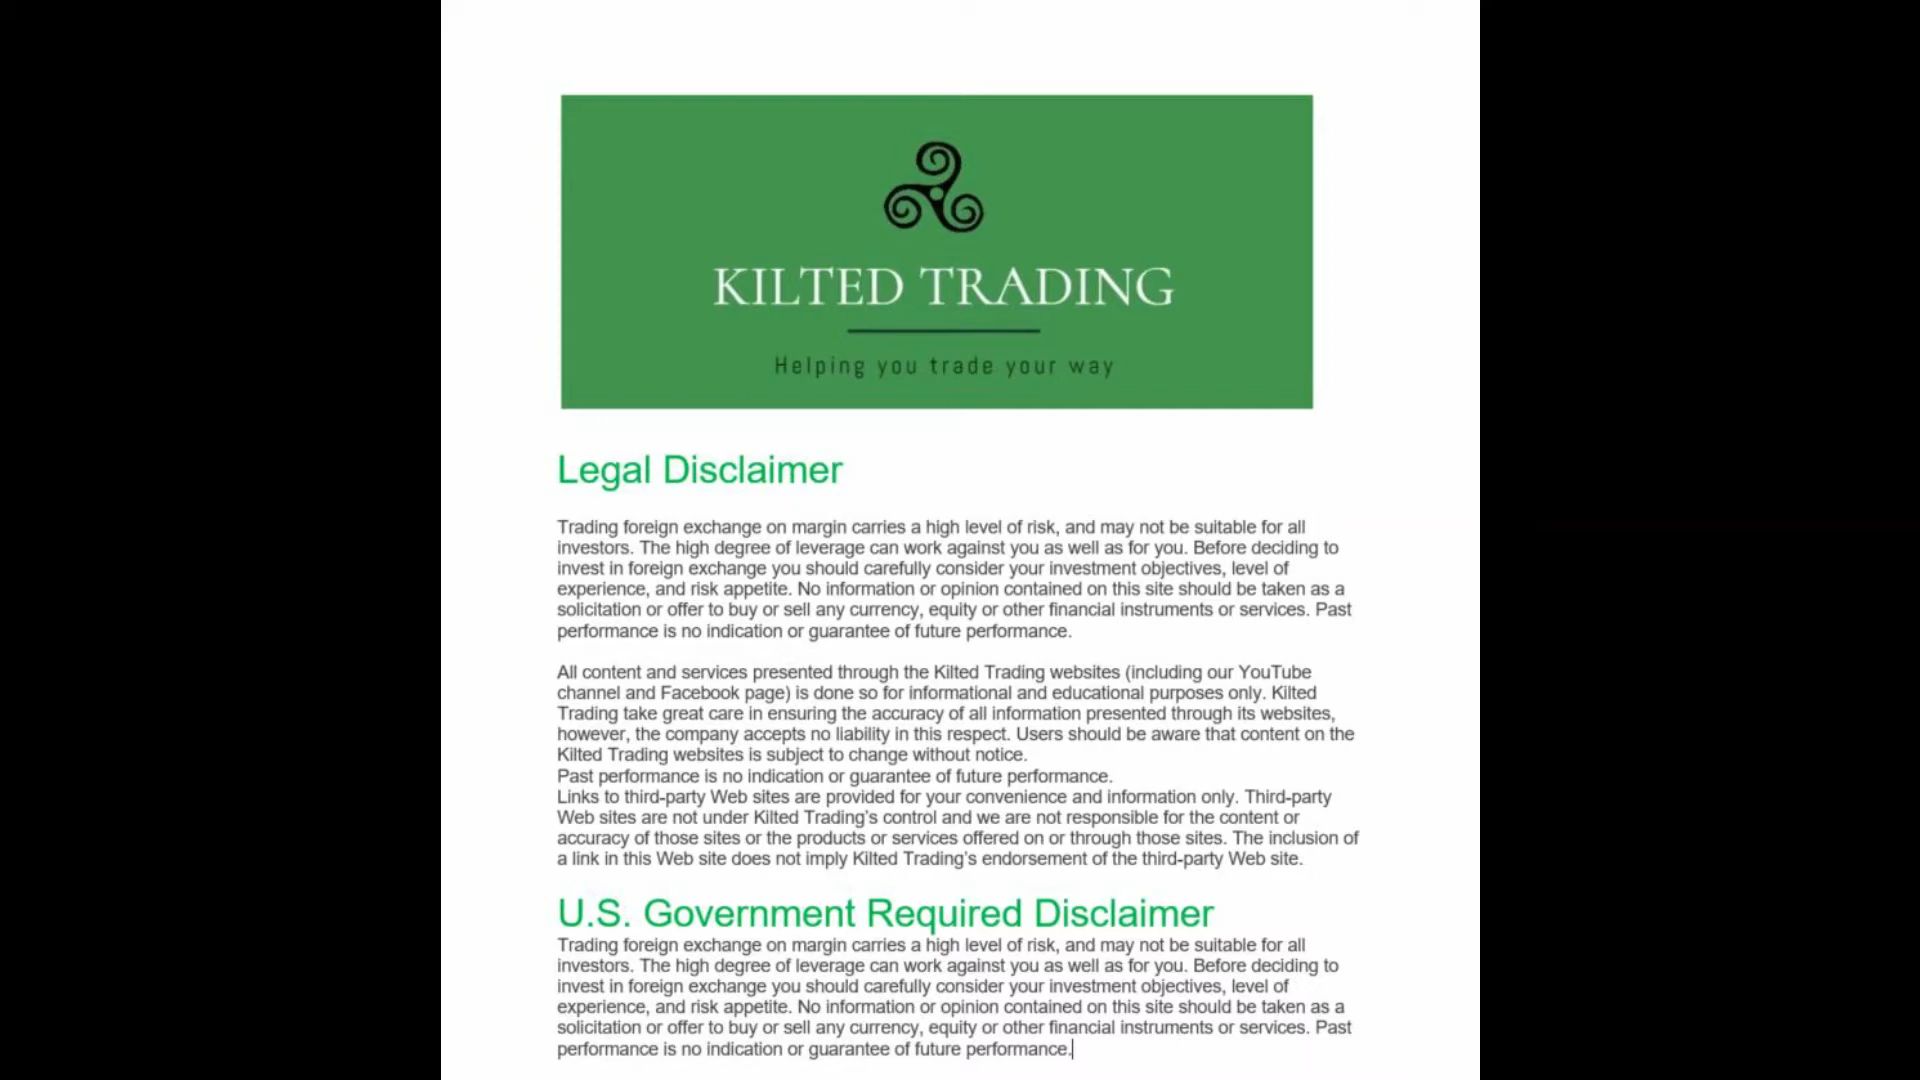 KILTED TRADING
Helping you trade your way
Legal Disclaimer
Trading foreign exchange on margin carries a high level of risk, and may not be suitable for all
investors. The high degree of leverage can work against you as well as for you. Before deciding to
invest in foreign exchange you should carefully consider your investment objectives, level of
experience, and risk appetite. No information or opinion contained on this site should be taken as a
solicitation or offer to buy or sell any currency, equity or other financial instruments or services. Past
performance is no indication or guarantee of future performance.
All content and services presented through the Kilted Trading websites (including our YouTube
channel and Facebook page) is done so for informational and educational purposes only. Kilted
Trading take great care in ensuring the accuracy of all information presented through its websites,
however, the company accepts no liability in this respect. Users should be aware that content on the
Kilted Trading websites is subject to change without notice.
Past performance is no indication or guarantee of future performance.
Links to third-party Web sites are provided for your convenience and information only. Third-party
Web sites are not under Kilted Trading's control and we are not responsible for the content or
accuracy of those sites or the products or services offered on or through those sites. The inclusion of
a link in this Web site does not imply Kilted Trading's endorsement of the third-party Web site.
U.S. Government Required Disclaimer
Trading foreign exchange on margin carries a high level of risk, and may not be suitable for all
investors. The high degree of leverage can work against you as well as for you. Before deciding to
invest in foreign exchange you should carefully consider your investment objectives, level of
experience, and risk appetite. No information or opinion contained on this site should be taken as a
solicitation or offer to buy or sell any currency, equity or other financial instruments or services. Past
performance is no indication or guarantee of future performance.